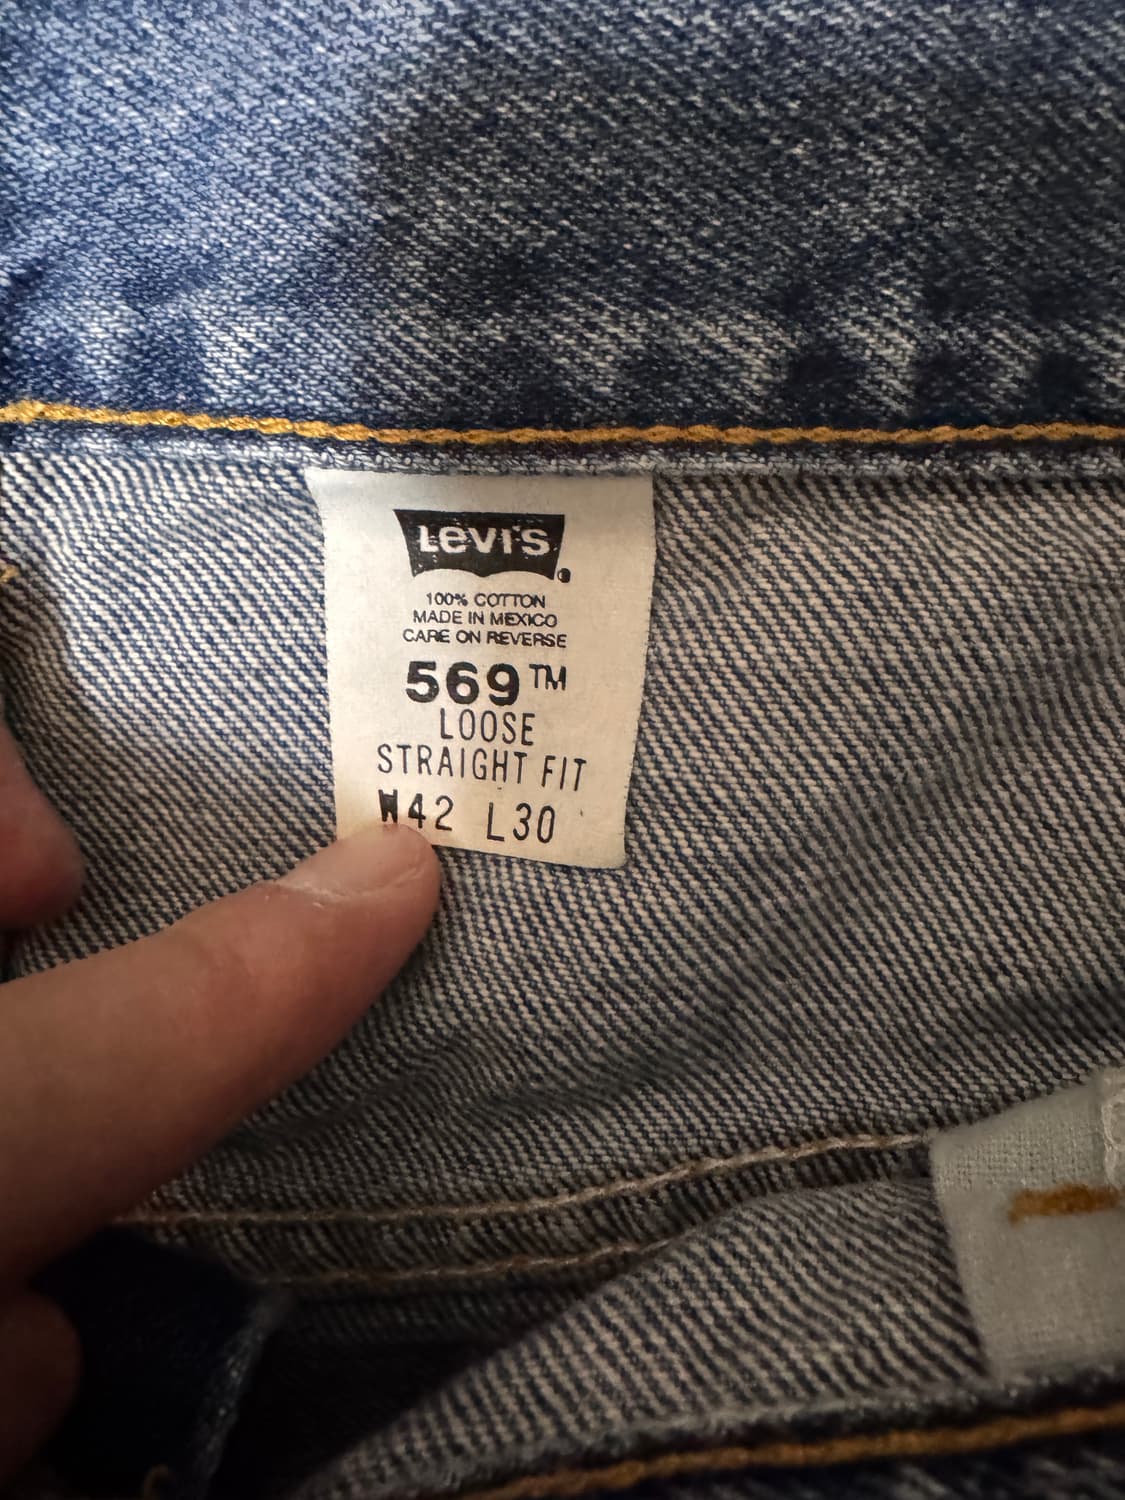 Levi's
100% COTTON
MADE IN MEXICO
CARE ON REVERSE
569™
LOOSE
STRAIGHT FIT
W42 L30